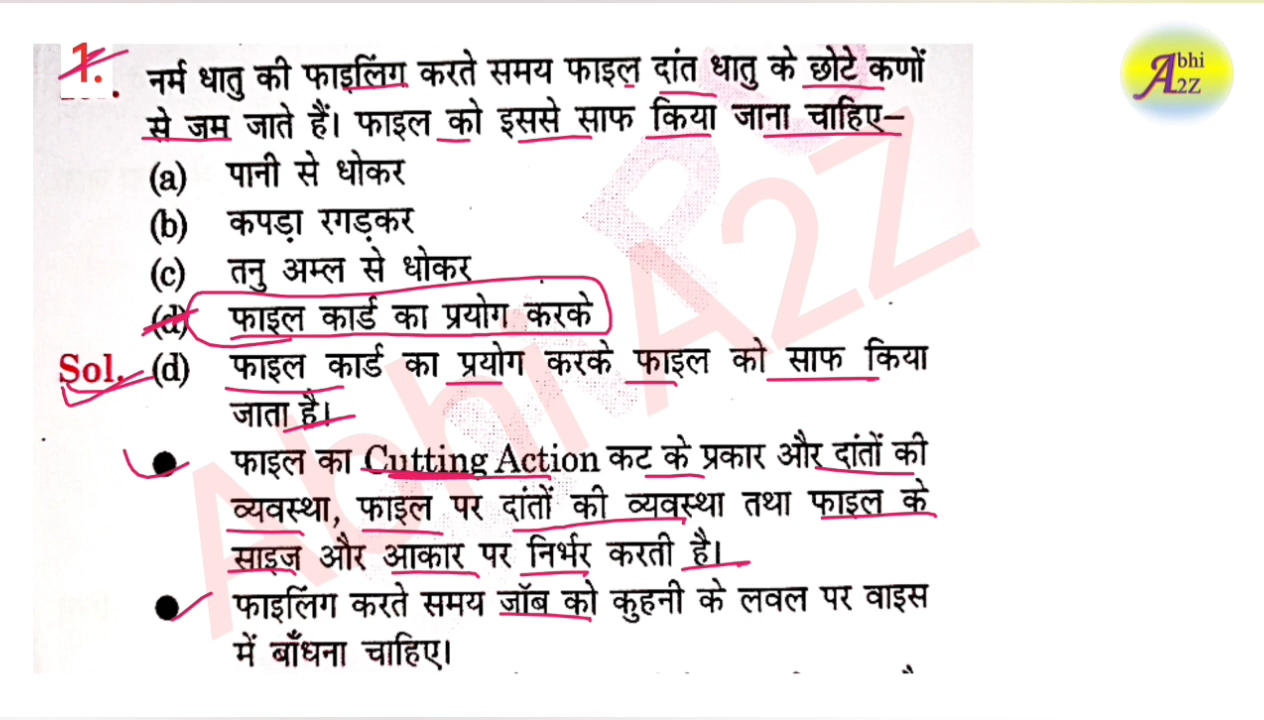 Abhi
A2Z
1. नर्म धातु की फाइलिंग करते समय फाइल दांत धातु के छोटे कणों
से जम जाते हैं। फाइल को इससे साफ किया जाना चाहिए–
(a) पानी से धोकर
(b) कपड़ा रगड़कर
(c) तनु अम्ल से धोकर
(d) फाइल कार्ड का प्रयोग करके
Sol. (d) फाइल कार्ड का प्रयोग करके फाइल को साफ किया
जाता है।
● फाइल का Cutting Action कट के प्रकार और दांतों की
व्यवस्था, फाइल पर दांतों की व्यवस्था तथा फाइल के
साइज और आकार पर निर्भर करती है।
● फाइलिंग करते समय जॉब को कुहनी के लवल पर वाइस
में बाँधना चाहिए।
Abhi A2Z